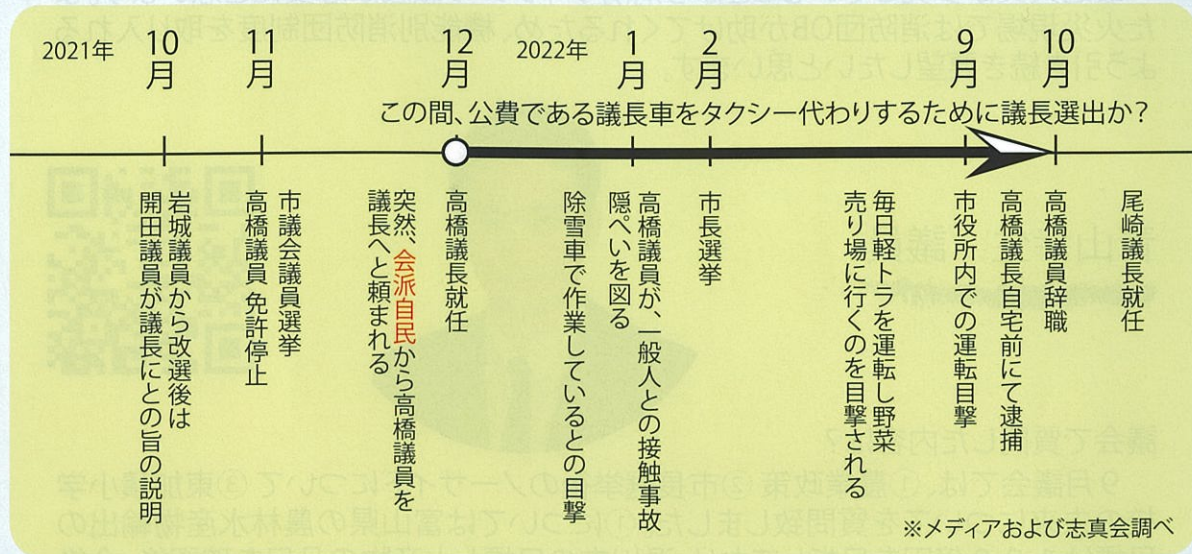 2021年
10月
11月
12月
2022年
1月
2月
9月
10月
この間、公費である議長車をタクシー代わりするために議長選出か?
岩城議員から改選後は
開田議員が議長にとの旨の説明
市議会議員選挙
高橋議員 免許停止
高橋議長就任
突然、会派自民から高橋議員を
議長へと頼まれる
除雪車で作業しているとの目撃
高橋議員が、一般人との接触事故
隠ぺいを図る
市長選挙
毎日軽トラを運転し野菜
売り場に行くのを目撃される
市役所内での運転目撃
高橋議長自宅前にて逮捕
高橋議員辞職
尾崎議長就任
※メディアおよび志真会調べ